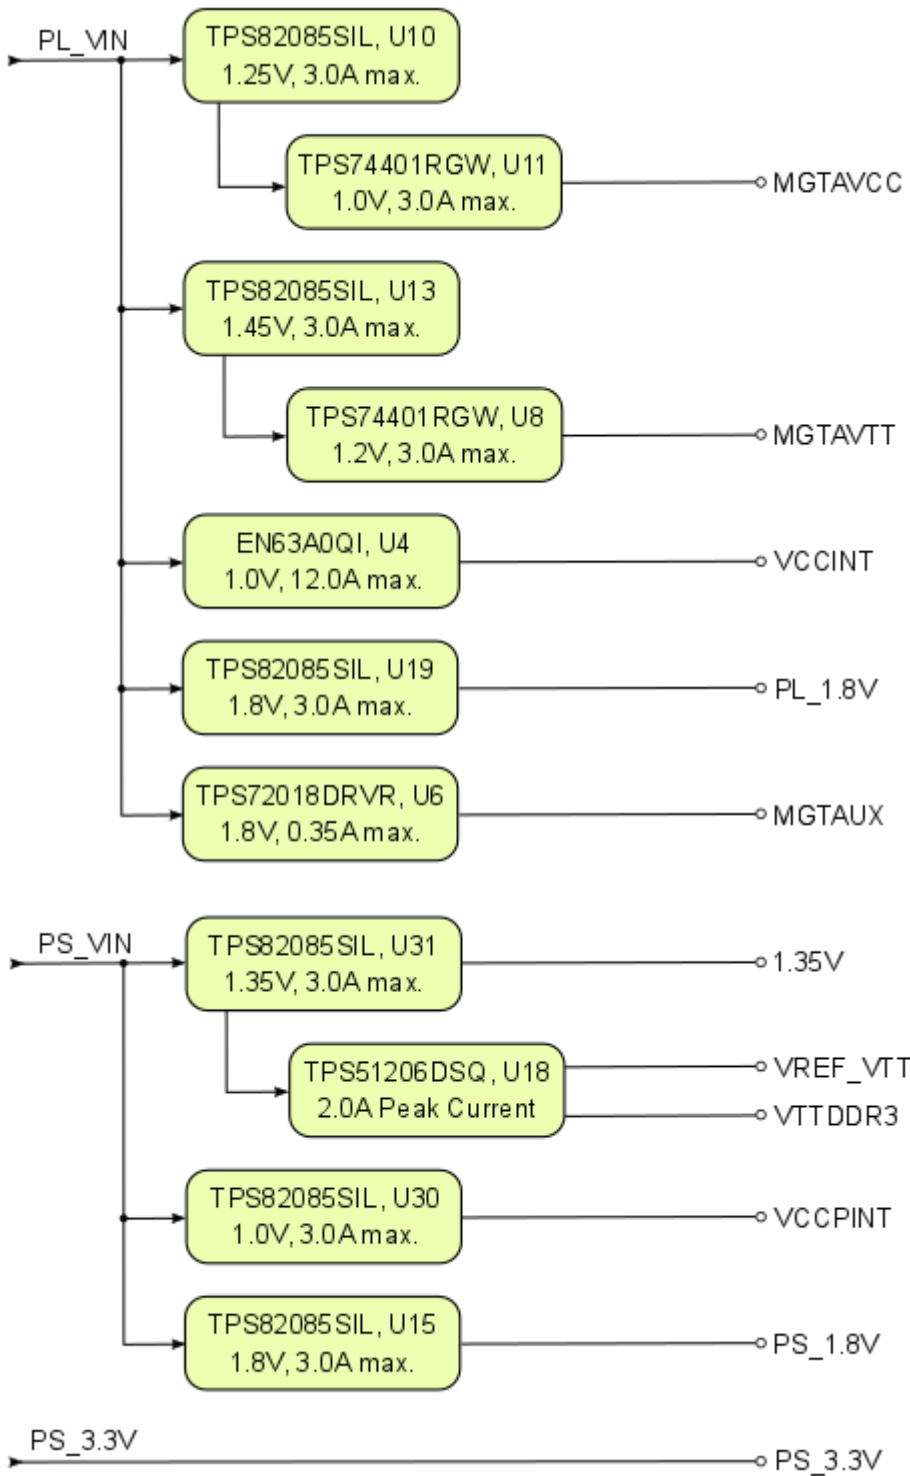 PL_VIN
TPS82085SIL, U10
1.25V, 3.0A max.
TPS74401RGW, U11
1.0V, 3.0A max.
MGTAVCC
TPS82085SIL, U13
1.45V, 3.0A max.
TPS74401RGW, U8
1.2V, 3.0A max.
MGTAVTT
EN63A0QI, U4
1.0V, 12.0A max.
VCCINT
TPS82085SIL, U19
1.8V, 3.0A max.
PL_1.8V
TPS72018DRVR, U6
1.8V, 0.35A max.
MGTAUX
PS_VIN
TPS82085SIL, U31
1.35V, 3.0A max.
1.35V
TPS51206DSQ, U18
2.0A Peak Current
VREF_VTT
VTTDDR3
TPS82085SIL, U30
1.0V, 3.0A max.
VCCPINT
TPS82085SIL, U15
1.8V, 3.0A max.
PS_1.8V
PS_3.3V
PS_3.3V